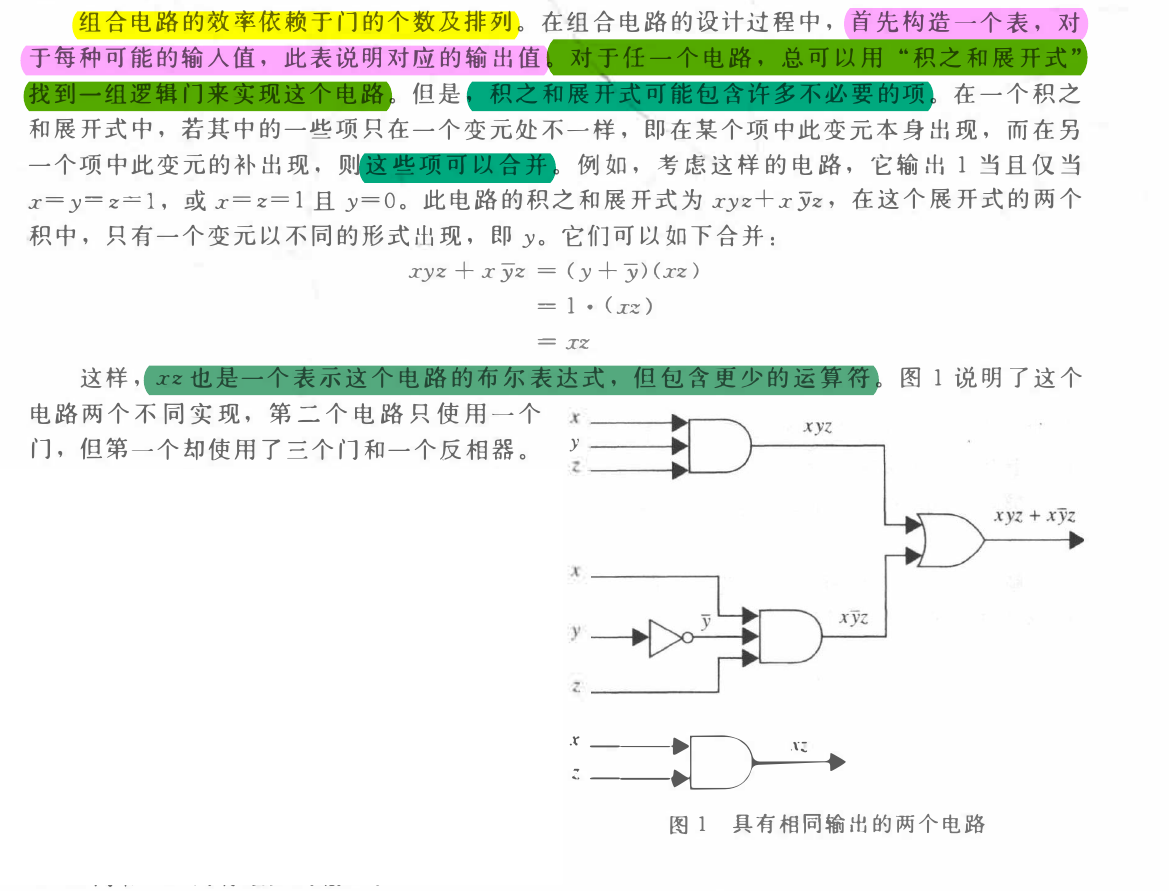 组合电路的效率依赖于门的个数及排列。在组合电路的设计过程中，首先构造一个表，对
于每种可能的输入值，此表说明对应的输出值。对于任一个电路，总可以用“积之和展开式”
找到一组逻辑门来实现这个电路。但是，积之和展开式可能包含许多不必要的项。在一个积之
和展开式中，若其中的一些项只在一个变元处不一样，即在某个项中此变元本身出现，而在另
一个项中此变元的补出现，则这些项可以合并。例如，考虑这样的电路，它输出1当且仅当
x=y=z=1，或x=z=1且y=0。此电路的积之和展开式为xyz+xy̅z，在这个展开式的两个
积中，只有一个变元以不同的形式出现，即y。它们可以如下合并：
xyz + xy̅z = (y + y̅)(xz)
= 1·(xz)
= xz
这样，xz也是一个表示这个电路的布尔表达式，但包含更少的运算符。图1说明了这个
电路两个不同实现，第二个电路只使用一个
门，但第一个却使用了三个门和一个反相器。
x
y
z
xyz
xyz + xy̅z
x
y
y̅
xy̅z
z
x
z
xz
图1 具有相同输出的两个电路